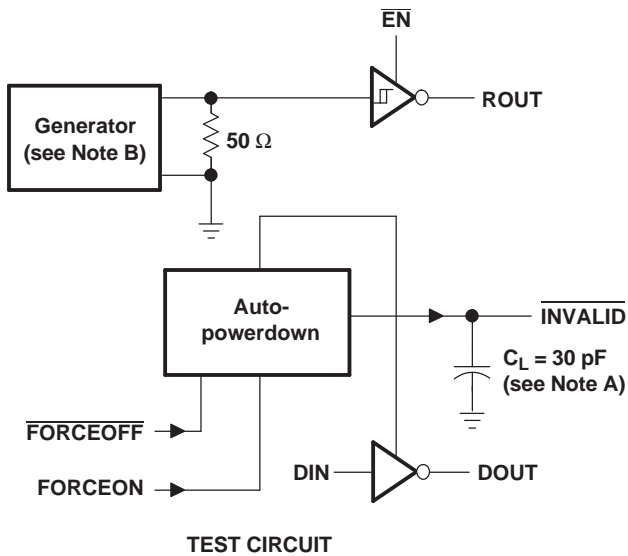 EN
ROUT
Generator
(see Note B)
50 Ω
Auto-
powerdown
INVALID
CL = 30 pF
(see Note A)
FORCEOFF
FORCEON
DIN
DOUT
TEST CIRCUIT